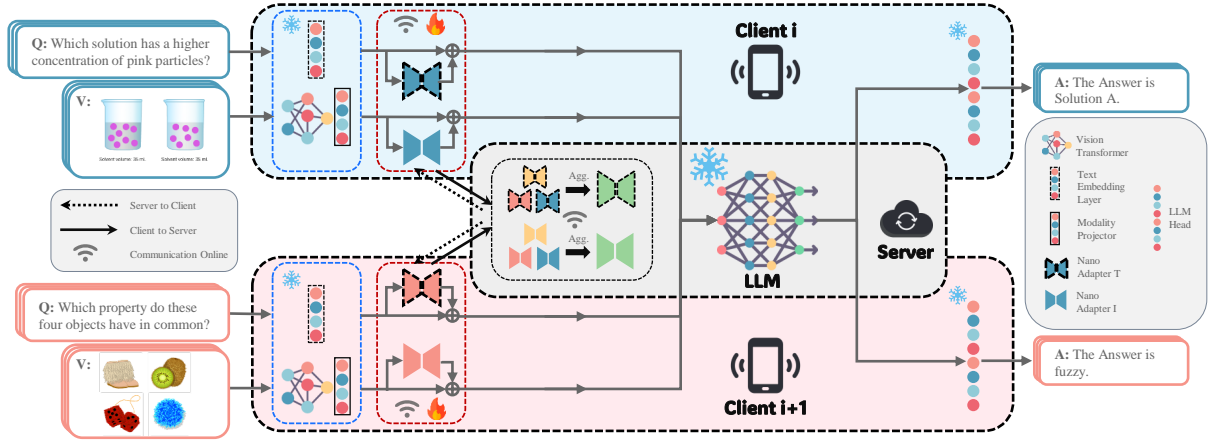 Q: Which solution has a higher
concentration of pink particles?
V:
Solvent volume: 35 mL
Solvent volume: 35 mL
Server to Client
Client to Server
Communication Online
Q: Which property do these
four objects have in common?
V:
Client i
Agg.
Agg.
LLM
Server
Client i+1
A: The Answer is
Solution A.
Vision
Transformer
Text
Embedding
Layer
Modality
Projector
LLM
Head
Nano
Adapter T
Nano
Adapter I
A: The Answer is
fuzzy.